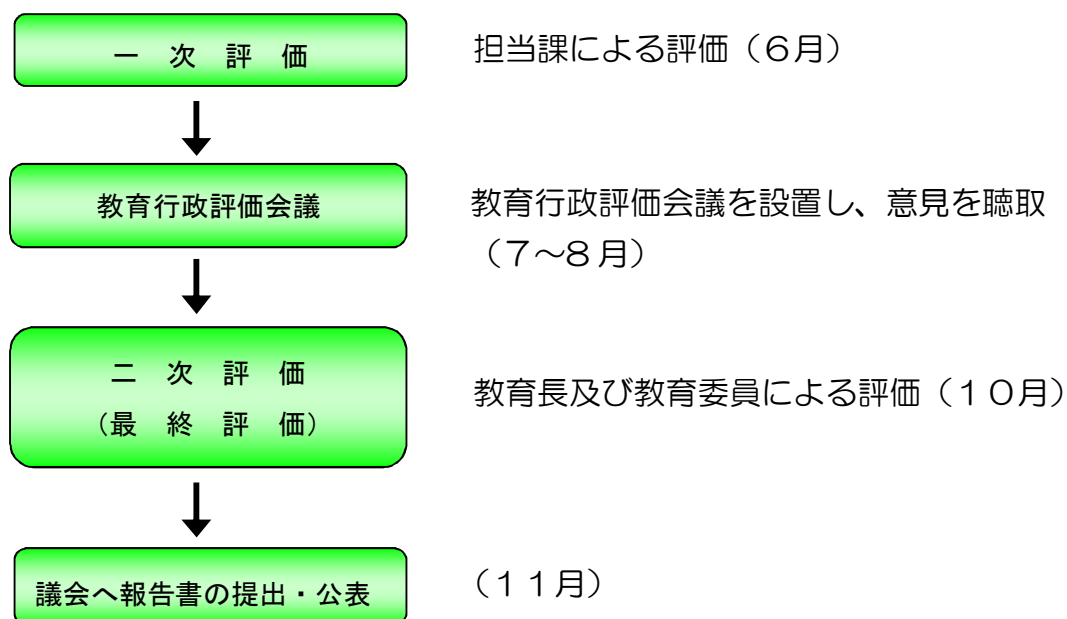 一　次　評　価
担当課による評価（６月）
教育行政評価会議
教育行政評価会議を設置し、意見を聴取
（７～８月）
二　次　評　価
（最　終　評　価）
教育長及び教育委員による評価（１０月）
議会へ報告書の提出・公表
（１１月）